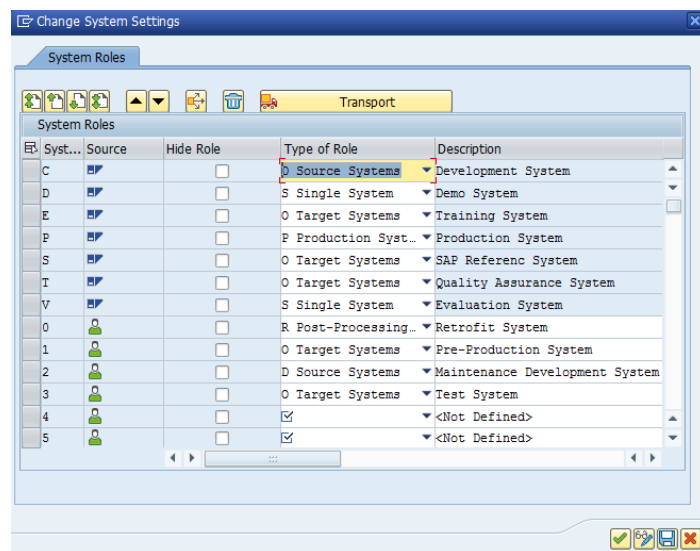 Change System Settings
System Roles
Transport
System Roles
Syst... Source Hide Role Type of Role Description
C D Source Systems Development System
D S Single System Demo System
E O Target Systems Training System
P P Production Syst… Production System
S O Target Systems SAP Referenc System
T O Target Systems Quality Assurance System
V S Single System Evaluation System
0 R Post-Processing… Retrofit System
1 O Target Systems Pre-Production System
2 D Source Systems Maintenance Development System
3 O Target Systems Test System
4 <Not Defined>
5 <Not Defined>